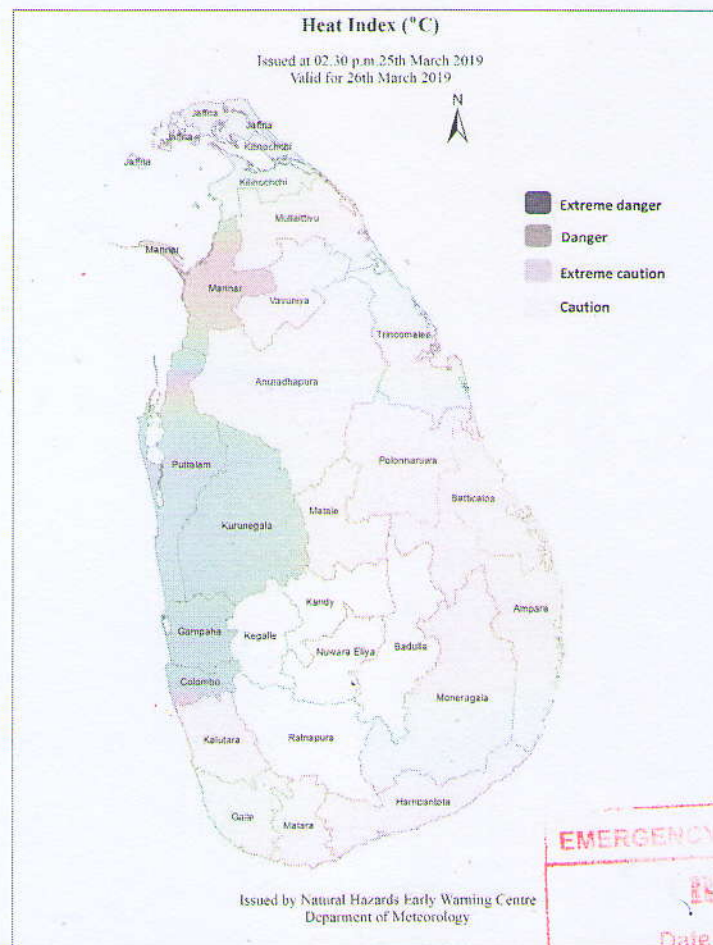 Heat Index (°C)
Issued at 02.30 p.m.25th March 2019
Valid for 26th March 2019
N
Jaffna
Jaffna
Jaffna
Kilinochchi
Jaffna
Kilinochchi
Mullaitivu
Extreme danger
Danger
Mannar
Extreme caution
Mannar
Vavuniya
Caution
Trincomalee
Anuradhapura
Puttalam
Polonnaruwa
Batticaloa
Matale
Kurunegala
Kandy
Ampara
Gampaha
Kegalle
Nuwara Eliya
Badulla
Colombo
Moneragala
Kalutara
Ratnapura
Hambantota
Galle
Matara
EMERGENCY
Issued by Natural Hazards Early Warning Centre
Deparment of Meteorology
Date